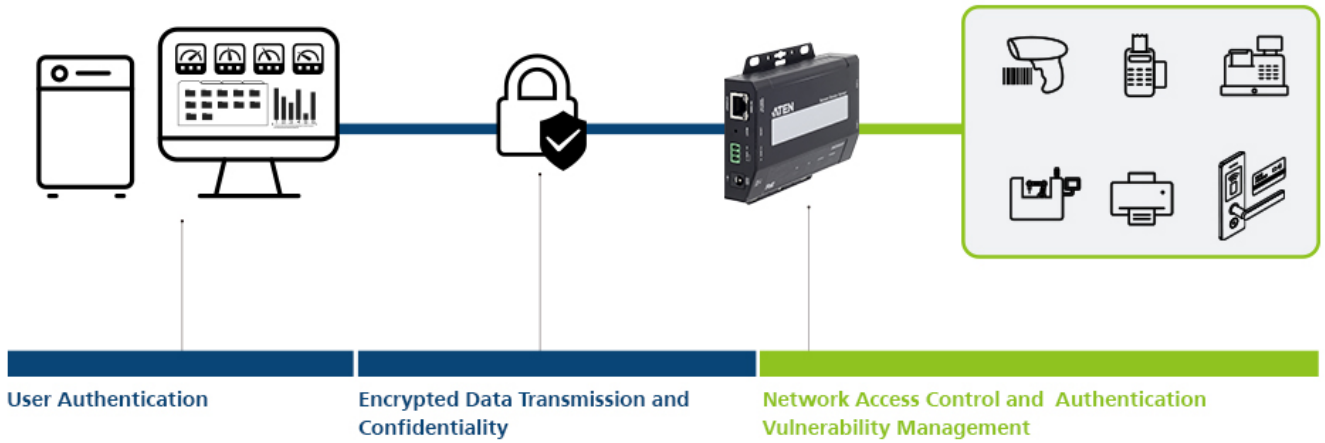 ATEN
User Authentication
Encrypted Data Transmission and
Confidentiality
Network Access Control and Authentication
Vulnerability Management